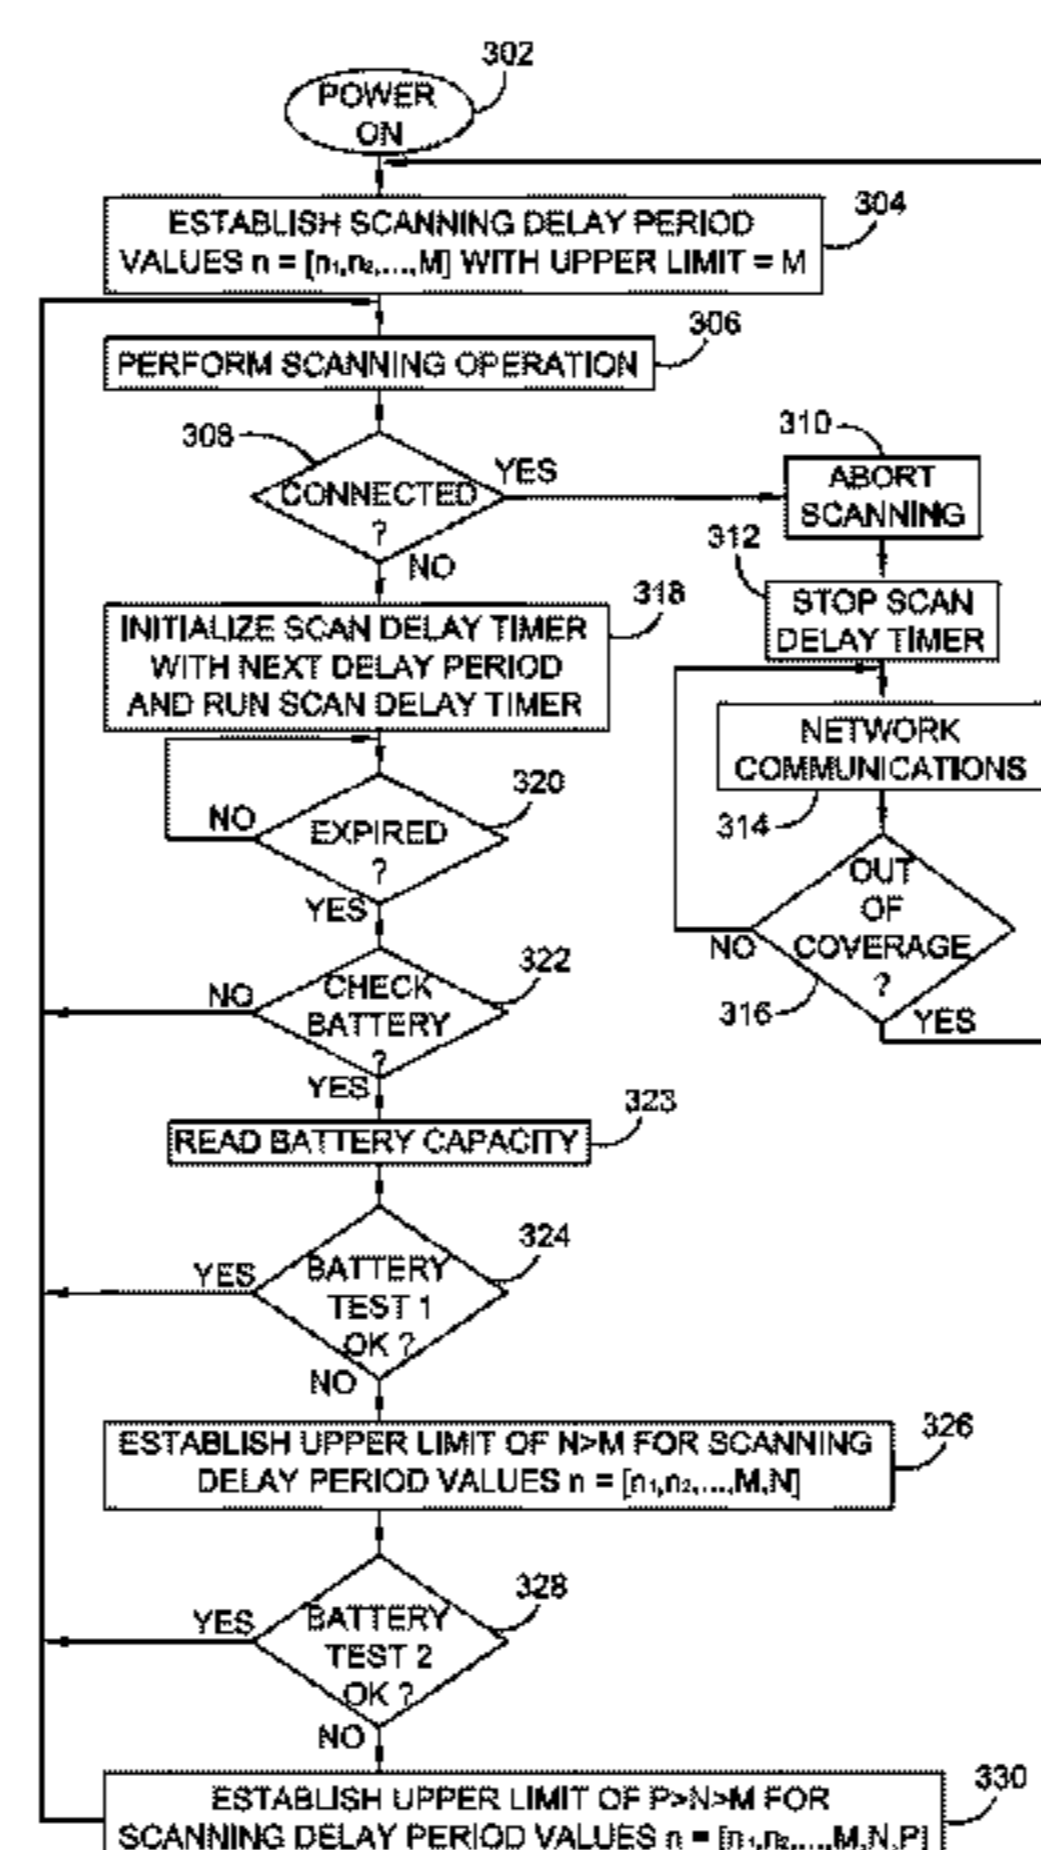 302
POWER
ON
304
ESTABLISH SCANNING DELAY PERIOD
VALUES n = [n₁,n₂,...,M] WITH UPPER LIMIT = M
306
PERFORM SCANNING OPERATION
308
CONNECTED
?
YES
NO
310
ABORT
SCANNING
312
STOP SCAN
DELAY TIMER
318
INITIALIZE SCAN DELAY TIMER
WITH NEXT DELAY PERIOD
AND RUN SCAN DELAY TIMER
NETWORK
COMMUNICATIONS
314
320
EXPIRED
?
NO
YES
OUT
OF
COVERAGE
?
NO
316
YES
322
CHECK
BATTERY
?
NO
YES
323
READ BATTERY CAPACITY
324
BATTERY
TEST 1
OK ?
YES
NO
326
ESTABLISH UPPER LIMIT OF N>M FOR SCANNING
DELAY PERIOD VALUES n = [n₁,n₂,...,M,N]
328
BATTERY
TEST 2
OK ?
YES
NO
330
ESTABLISH UPPER LIMIT OF P>N>M FOR
SCANNING DELAY PERIOD VALUES n = [n₁,n₂,...,M,N,P]